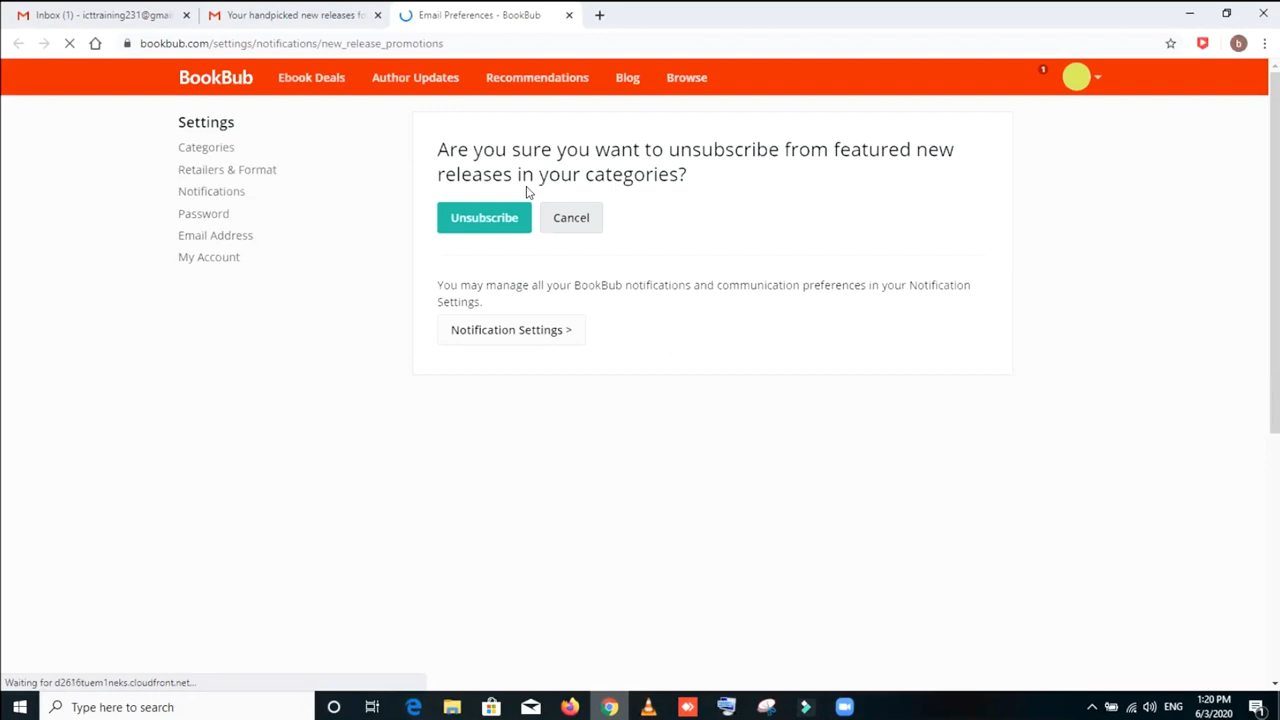 Inbox (1) - icttraining231@gmai
Your handpicked new releases fo
Email Preferences - BookBub
bookbub.com/settings/notifications/new_release_promotions
b
BookBub
Ebook Deals
Author Updates
Recommendations
Blog
Browse
1
Settings
Categories
Retailers & Format
Notifications
Password
Email Address
My Account
Are you sure you want to unsubscribe from featured new
releases in your categories?
Unsubscribe
Cancel
You may manage all your BookBub notifications and communication preferences in your Notification
Settings.
Notification Settings >
Waiting for d2616tuem1neks.cloudfront.net...
Type here to search
ENG
1:20 PM
6/3/2020
1